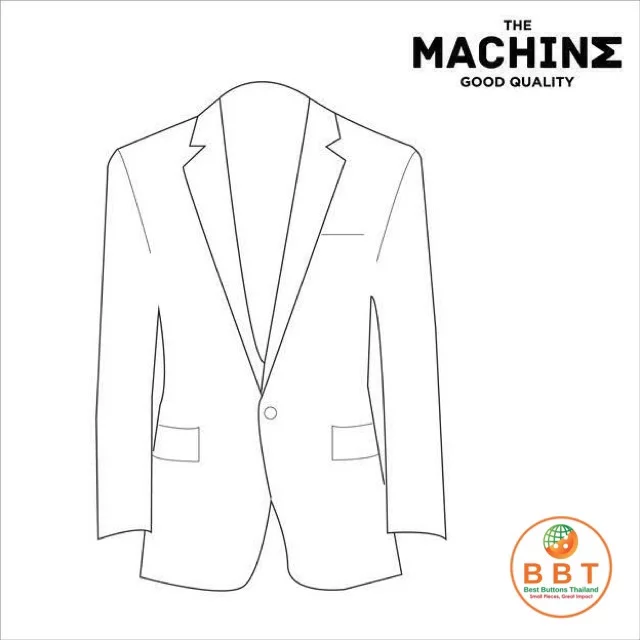 THE
MACHINΣ
GOOD QUALITY
BBT
Best Buttons Thailand
Small Pieces, Great Impact